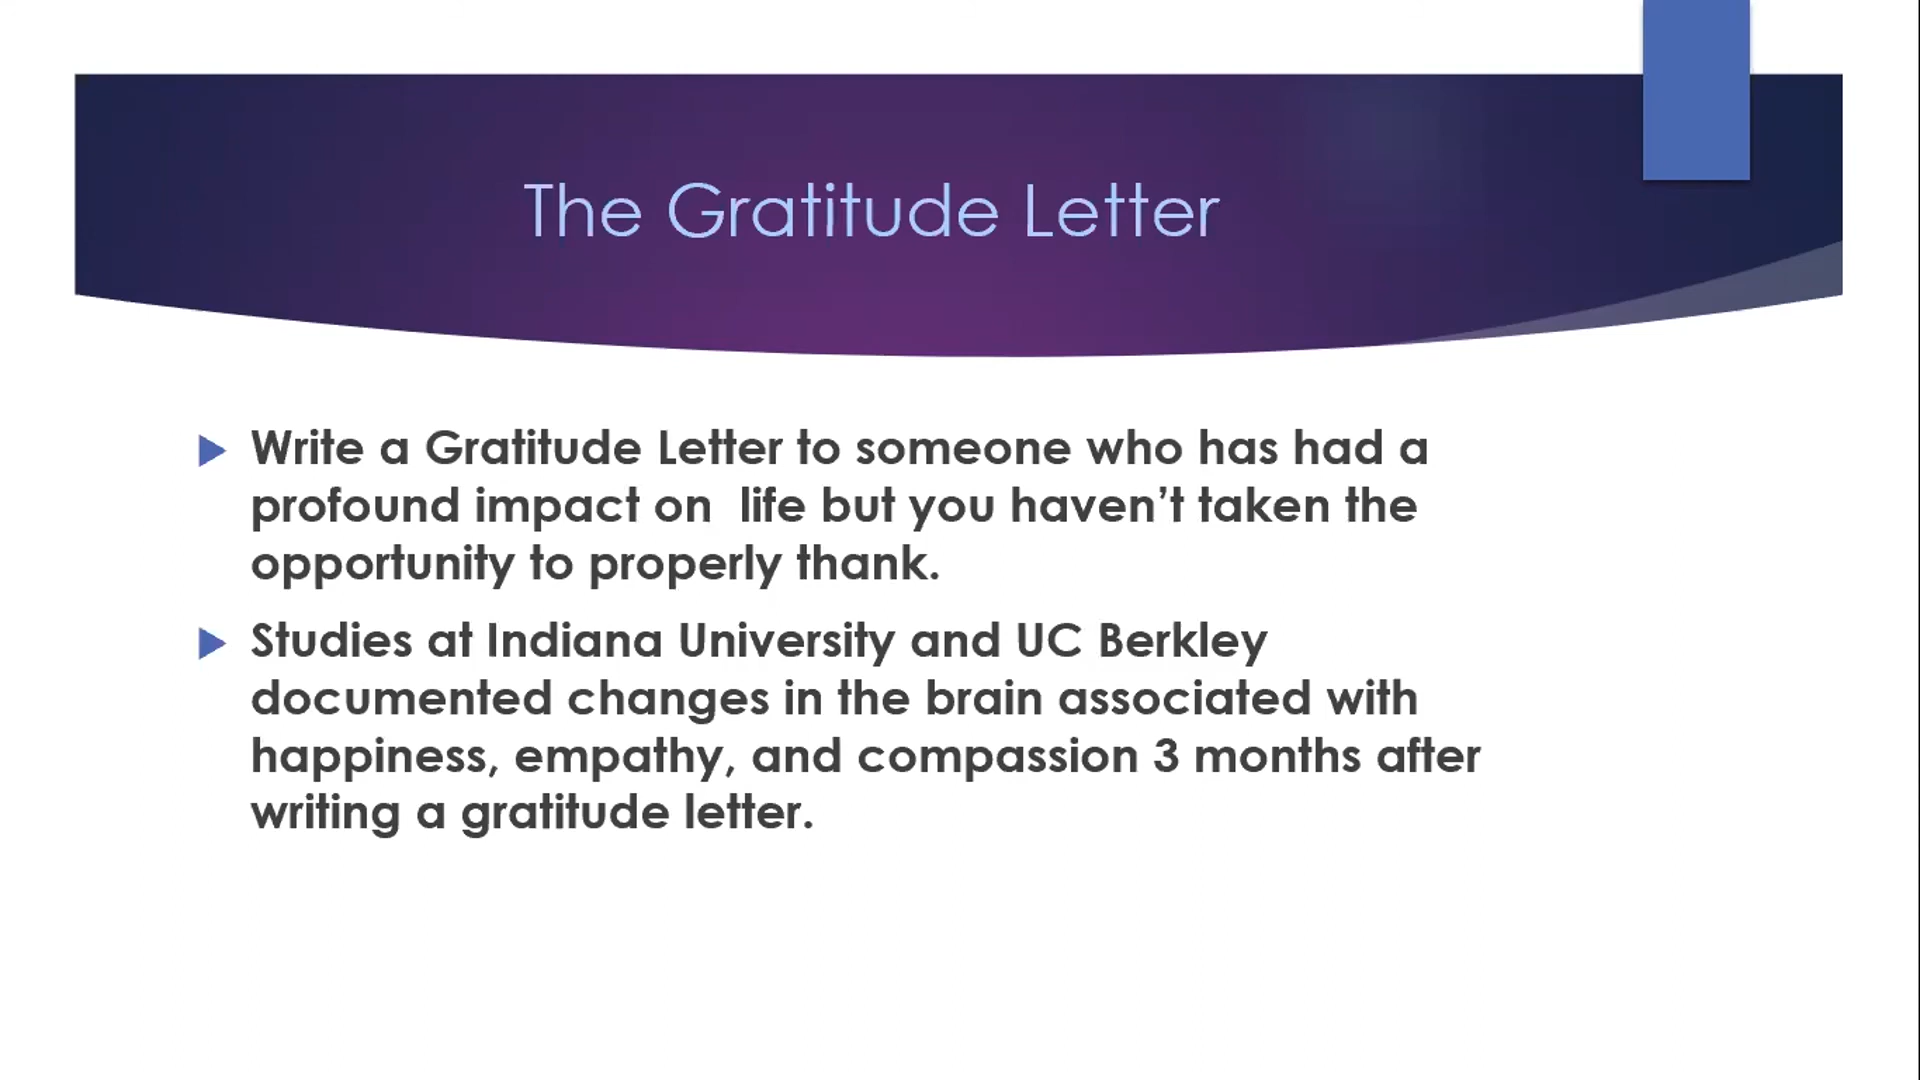 The Gratitude Letter
Write a Gratitude Letter to someone who has had a
profound impact on  life but you haven’t taken the
opportunity to properly thank.
Studies at Indiana University and UC Berkley
documented changes in the brain associated with
happiness, empathy, and compassion 3 months after
writing a gratitude letter.